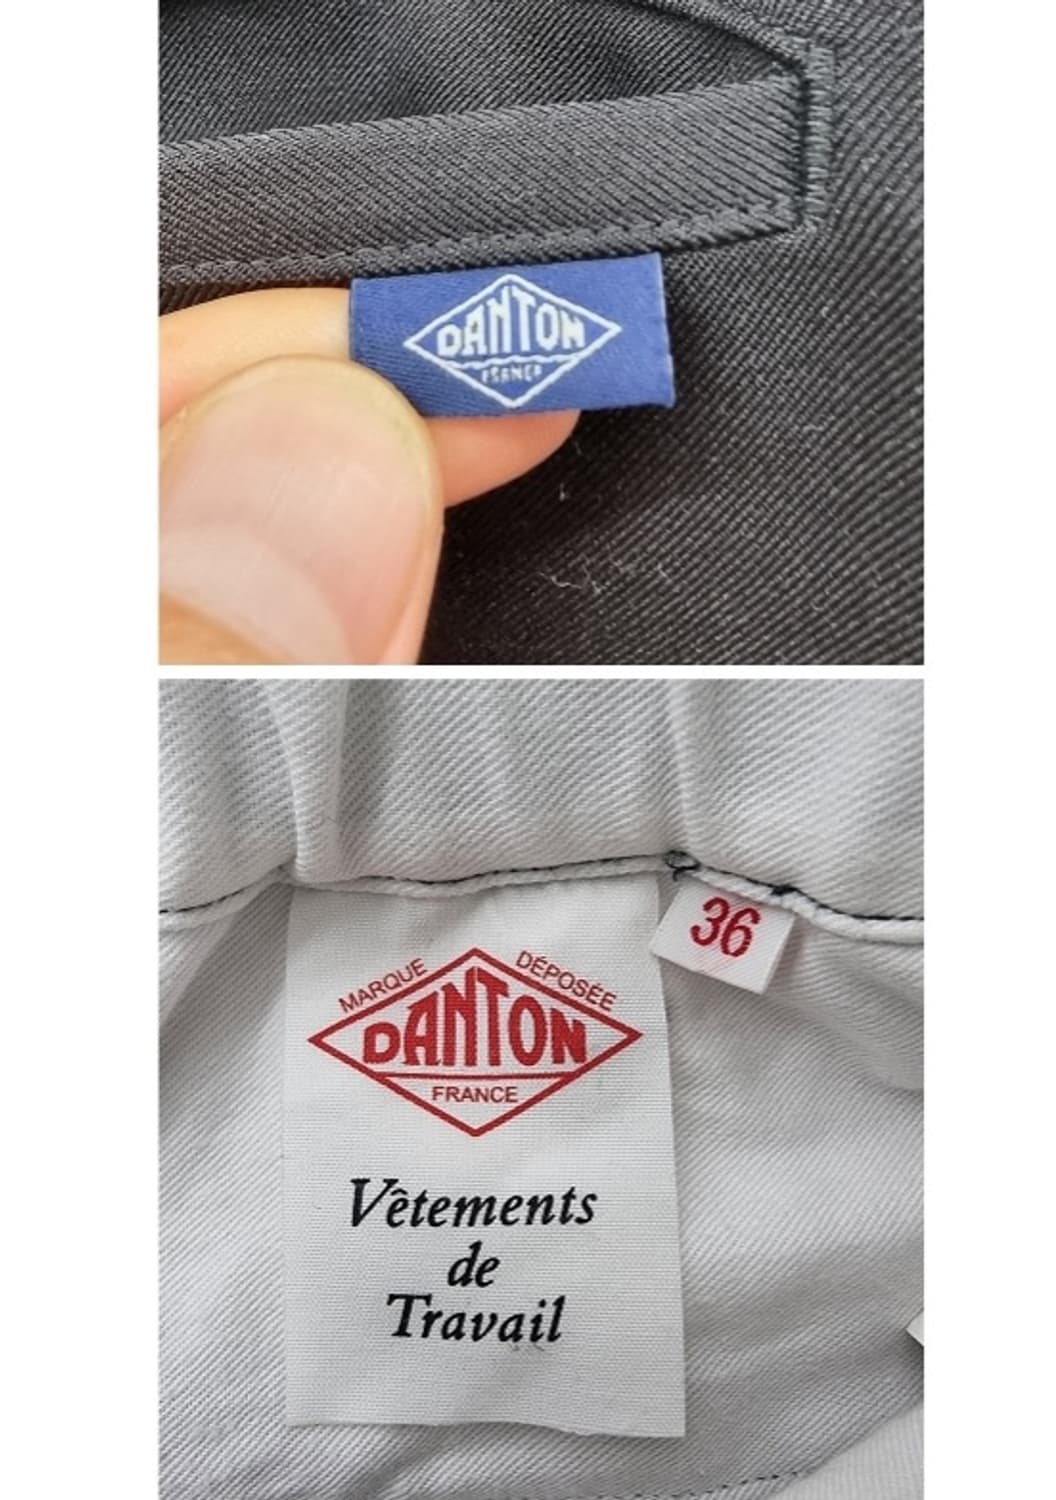 DANTON
FRANCE
36
MARQUE DÉPOSÉE
DANTON
FRANCE
Vêtements
de
Travail